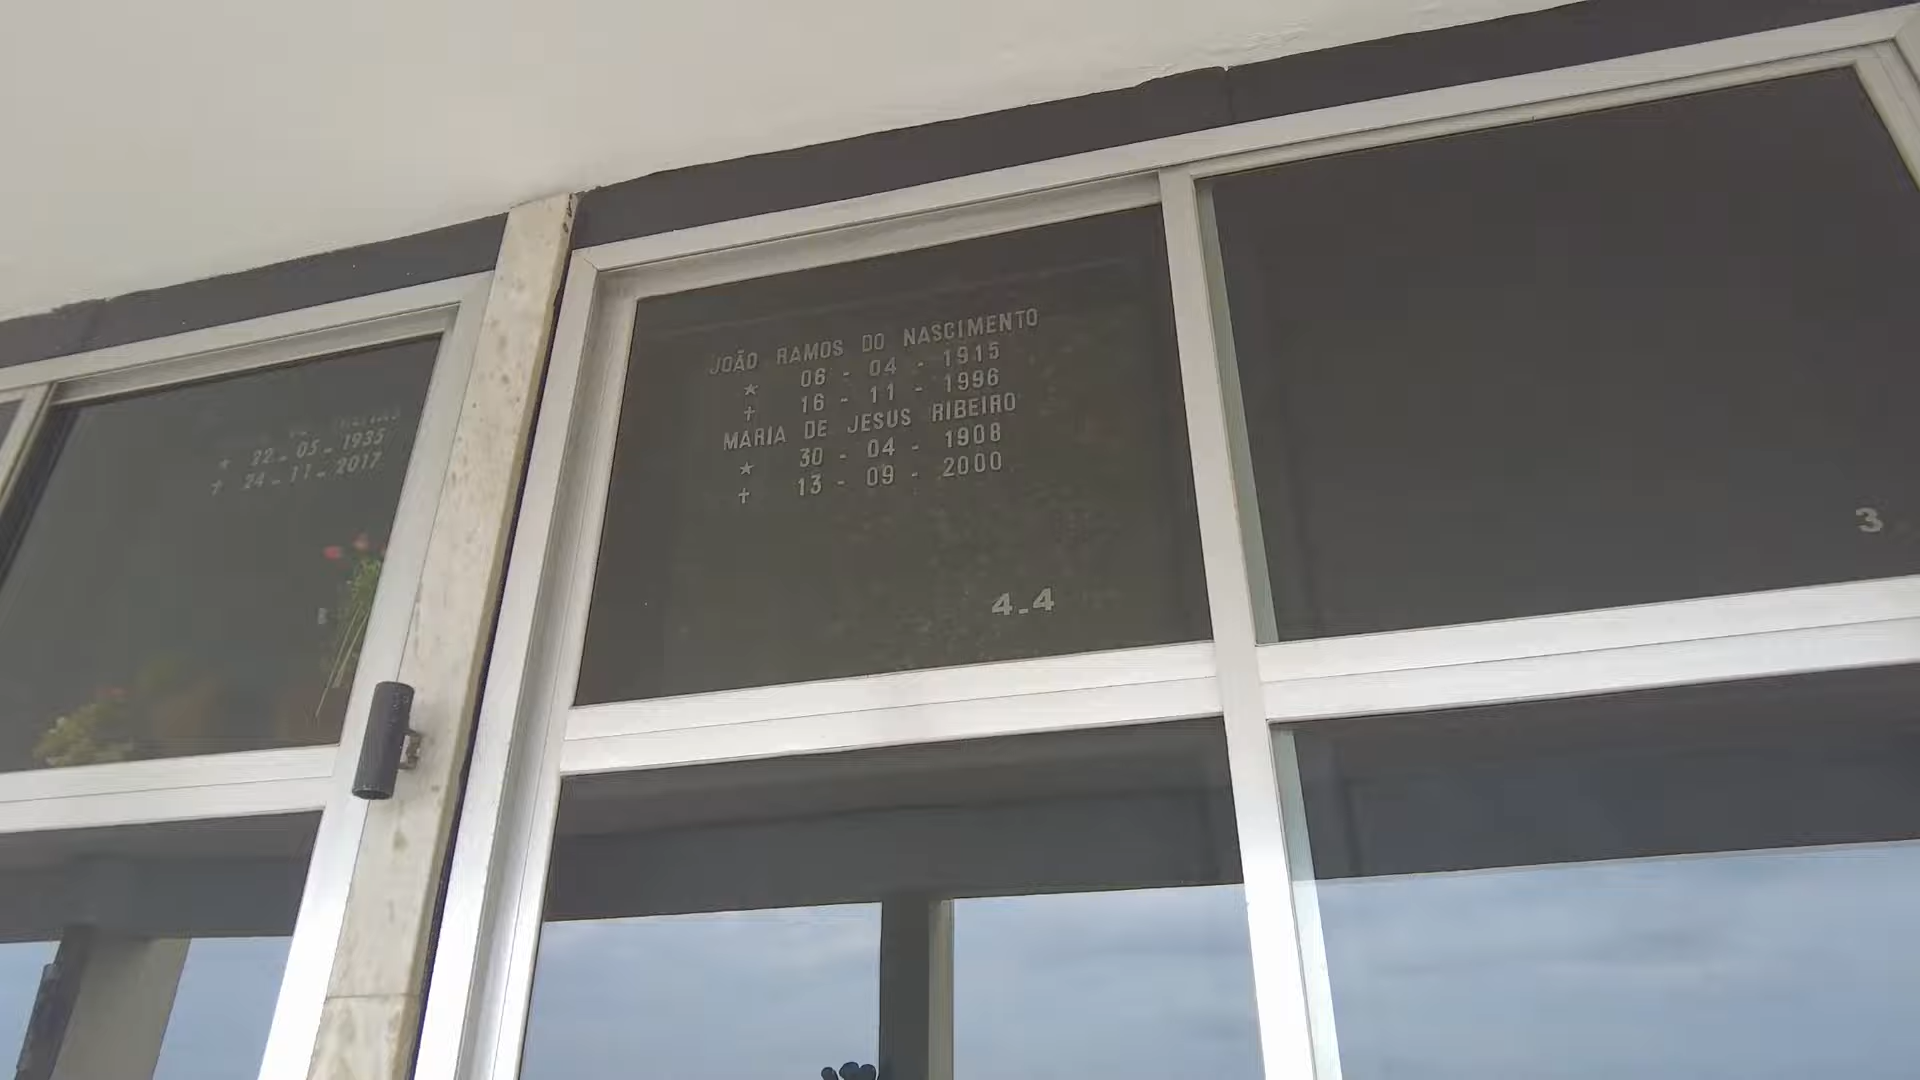 JOÃO RAMOS DO NASCIMENTO
★ 06 - 04 - 1915
† 16 - 11 - 1996
MARIA DE JESUS RIBEIRO
★ 30 - 04 - 1908
† 13 - 09 - 2000
4-4
★ 22-05-1935
† 24-11-2017
3